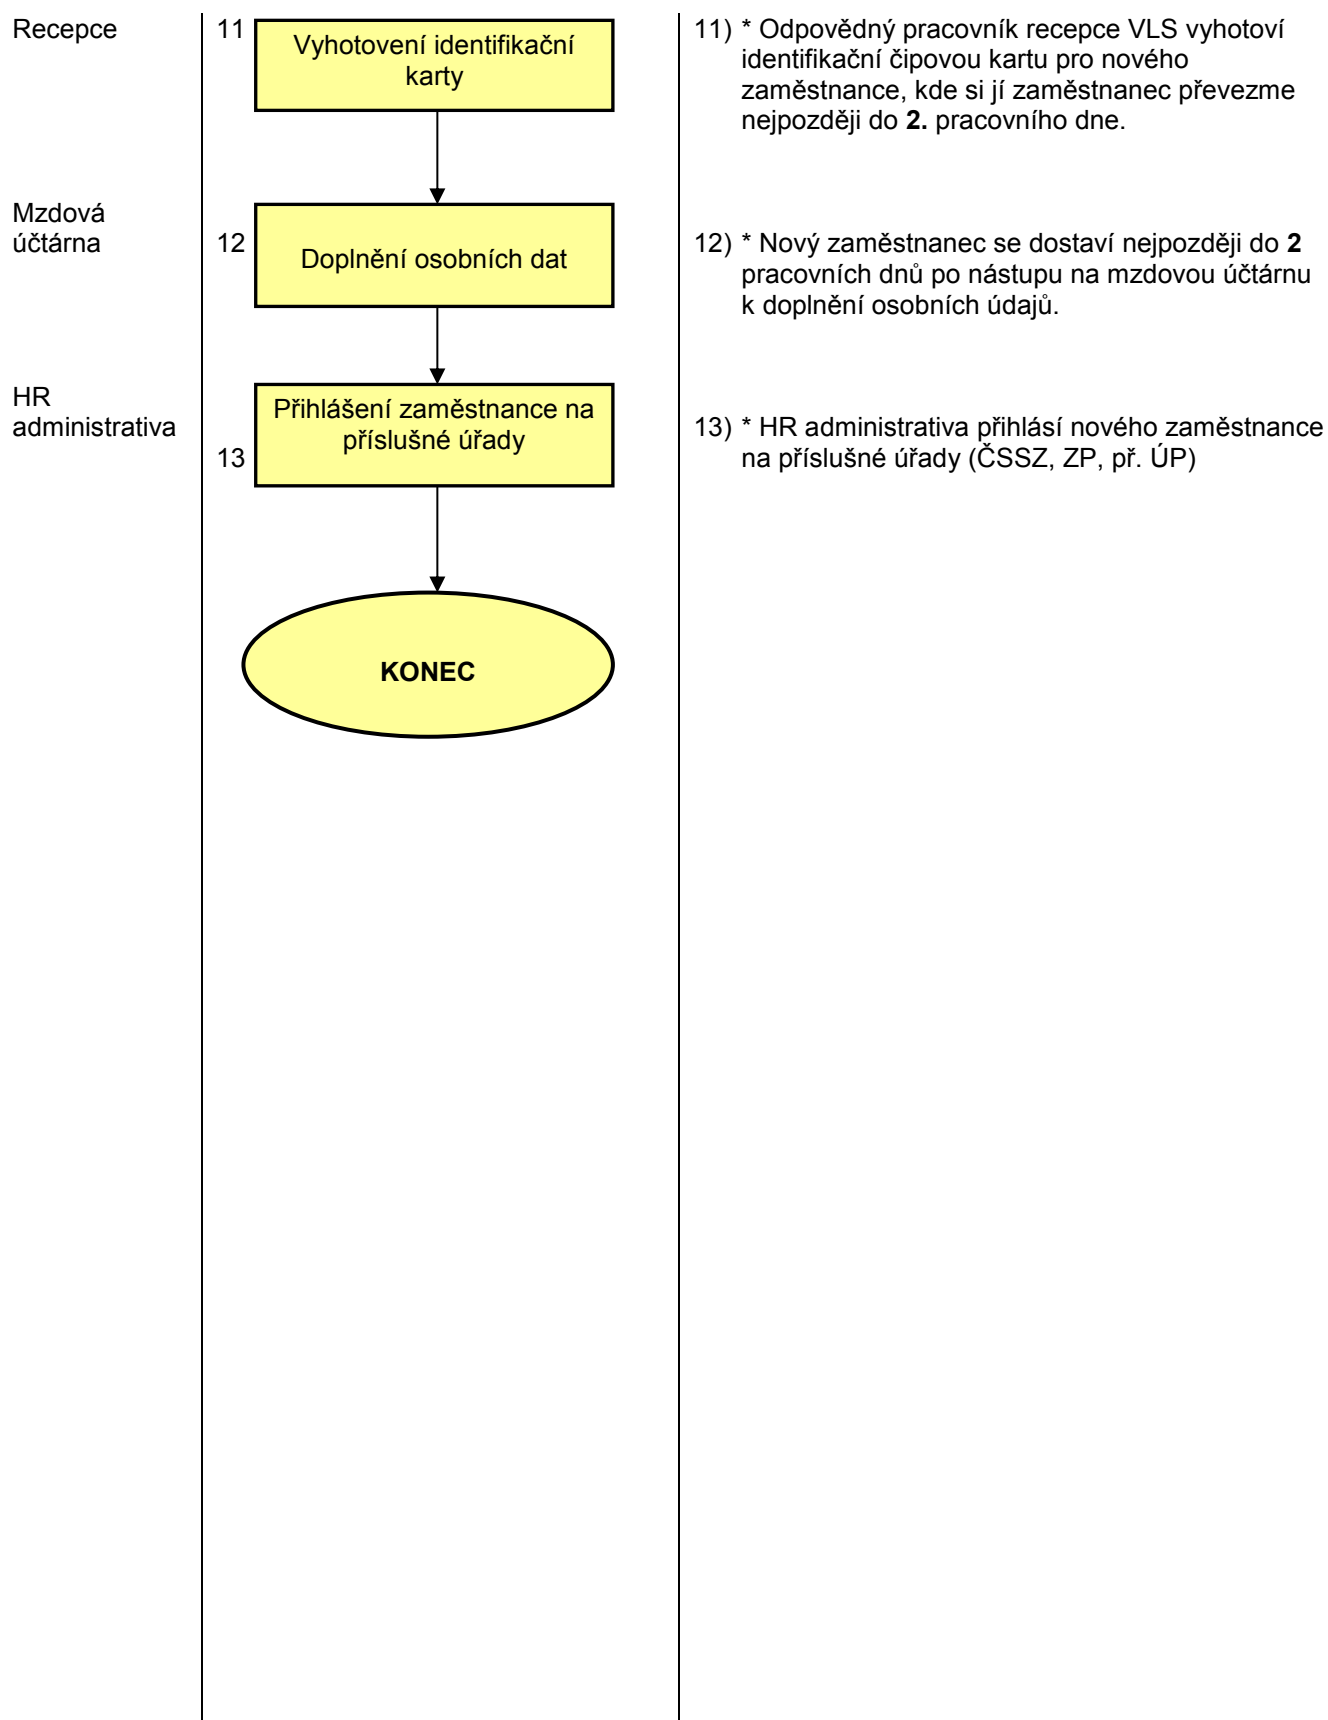 Recepce
11
Vyhotovení identifikační
karty
11) * Odpovědný pracovník recepce VLS vyhotoví
identifikační čipovou kartu pro nového
zaměstnance, kde si jí zaměstnanec převezme
nejpozději do 2. pracovního dne.
Mzdová
účtárna
12
Doplnění osobních dat
12) * Nový zaměstnanec se dostaví nejpozději do 2
pracovních dnů po nástupu na mzdovou účtárnu
k doplnění osobních údajů.
HR
administrativa
13
Přihlášení zaměstnance na
příslušné úřady
13) * HR administrativa přihlásí nového zaměstnance
na příslušné úřady (ČSSZ, ZP, př. ÚP)
KONEC